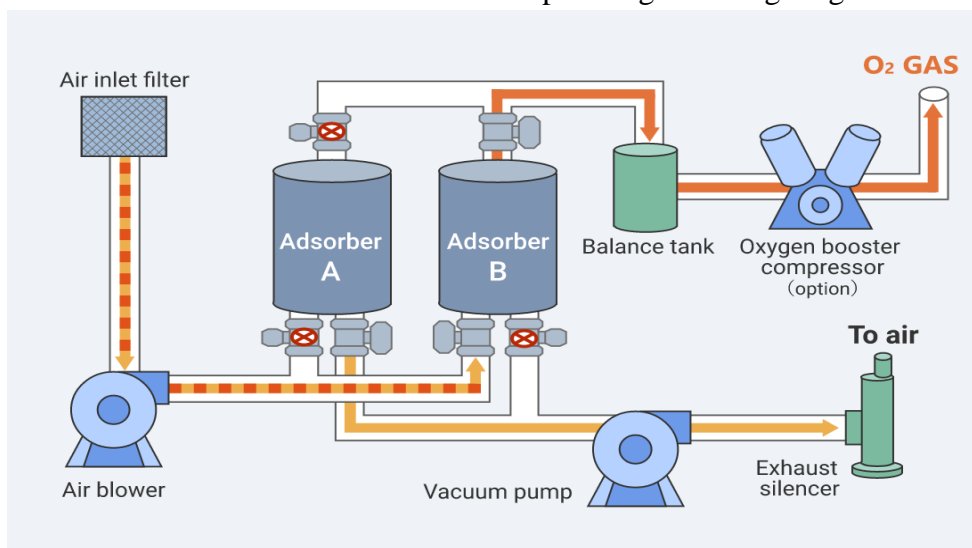 Air inlet filter
O₂ GAS
Adsorber
A
Adsorber
B
Balance tank
Oxygen booster
compressor
(option)
To air
Air blower
Vacuum pump
Exhaust
silencer